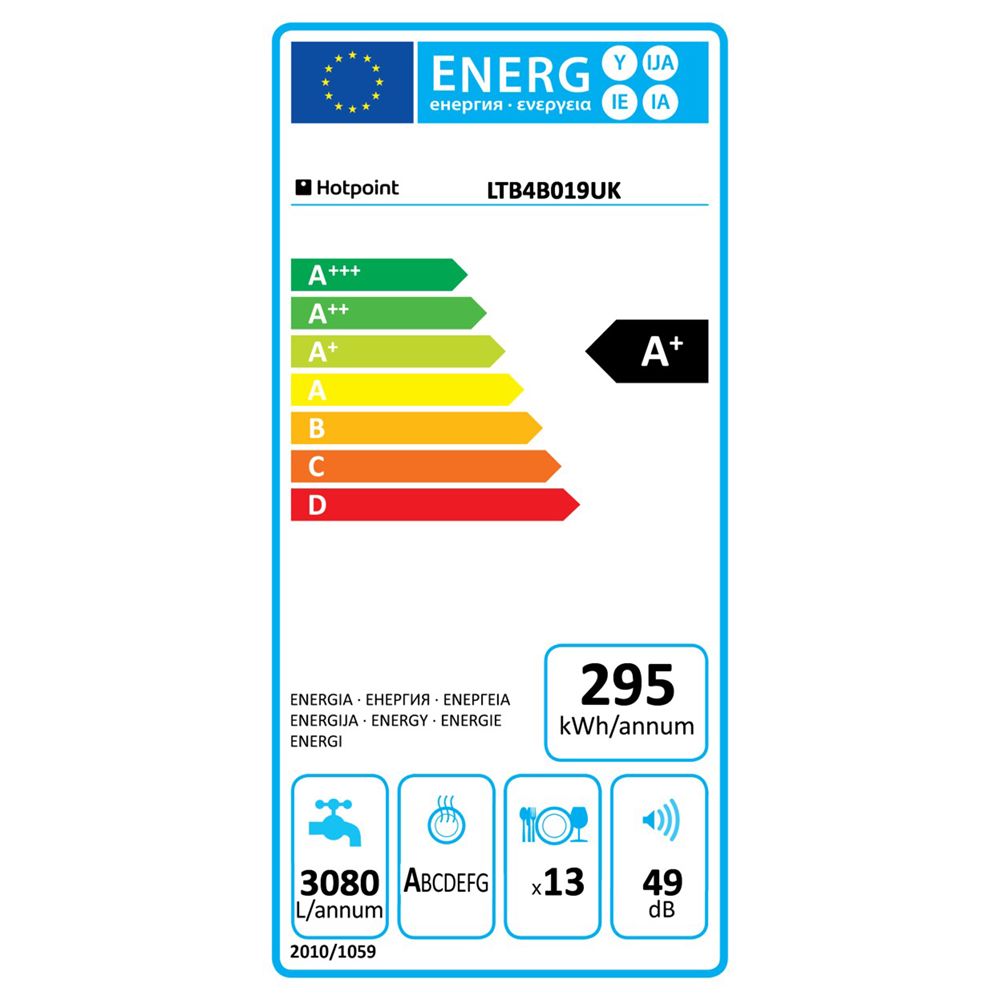 ENERG Y IJA
енергия · ενεργεια IE IA
Hotpoint LTB4B019UK
A+++
A++
A+
A+
A
B
C
D
295
kWh/annum
ENERGIA · ЕНЕРГИЯ · ΕΝΕΡΓΕΙΑ
ENERGIJA · ENERGY · ENERGIE
ENERGI
3080
L/annum
ABCDEFG
x13
49
dB
2010/1059